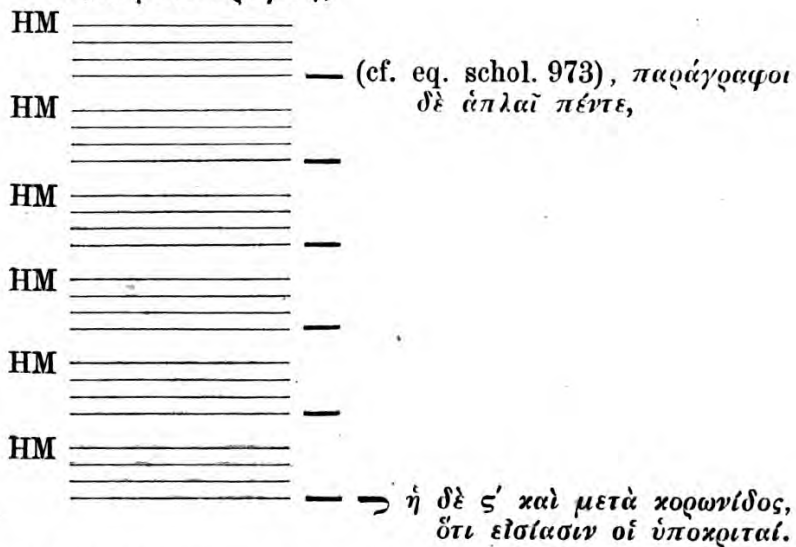 HM
— (cf. eq. schol. 973), παράγραφοι
δὲ ἁπλαῖ πέντε,
HM
—
HM
—
HM
—
HM
—
HM
— ⊃ ἡ δὲ ϛ′ καὶ μετὰ κορωνίδος,
ὅτι εἰσίασιν οἱ ὑποκριταί.